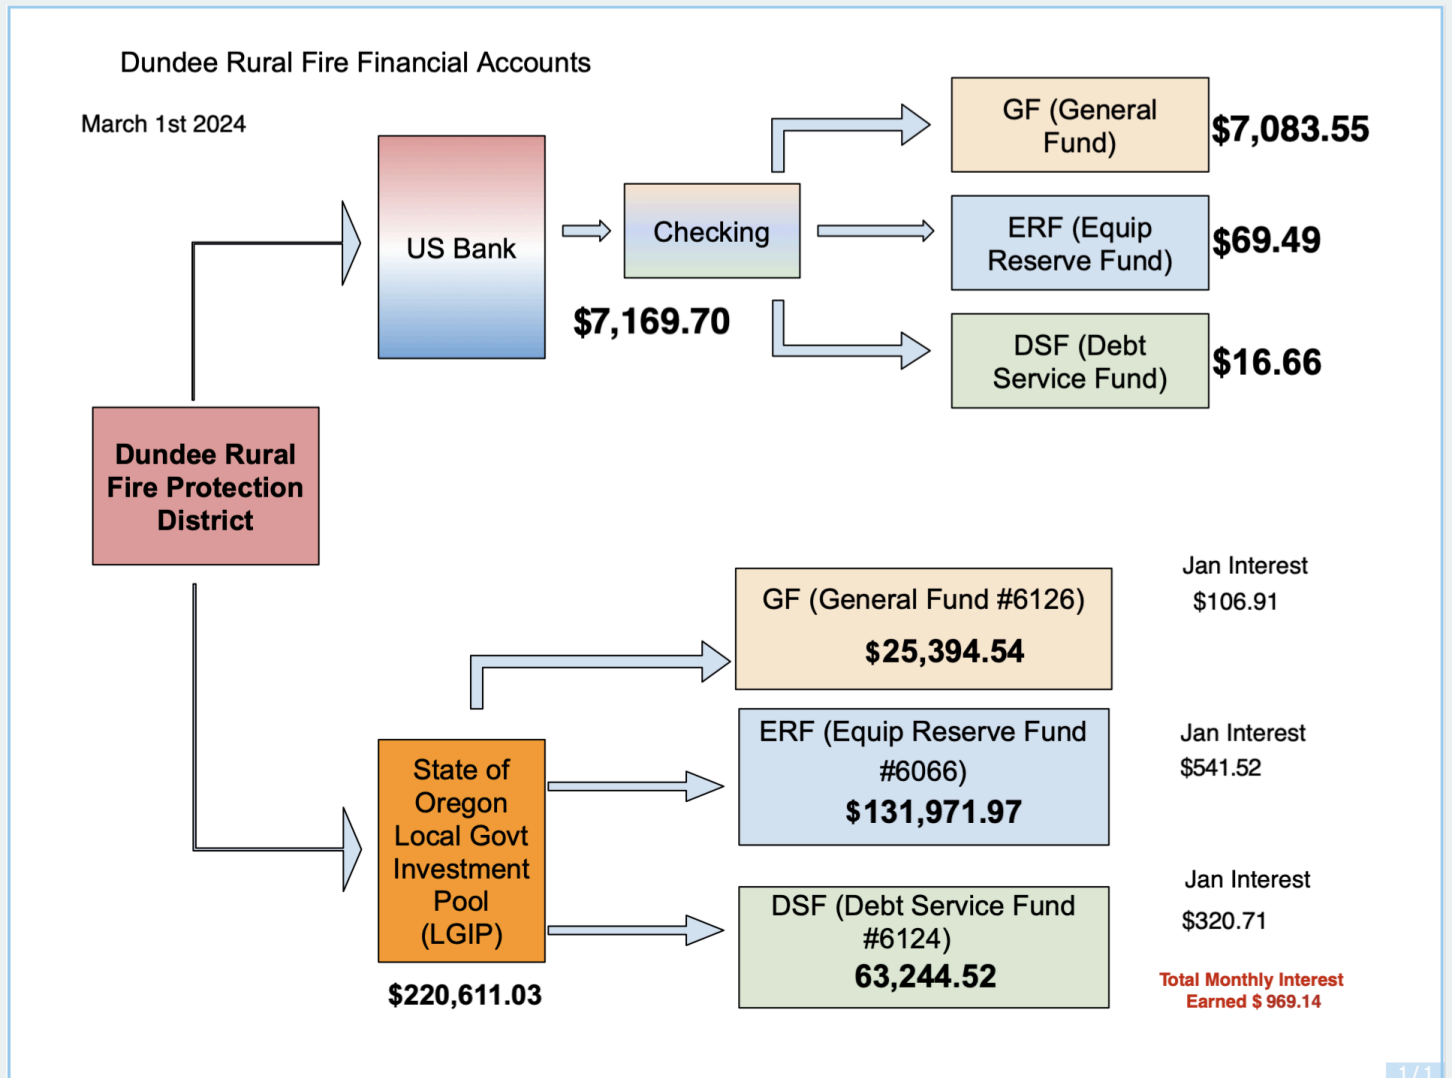 Dundee Rural Fire Financial Accounts
March 1st 2024
US Bank
Checking
$7,169.70
GF (General
Fund)
$7,083.55
ERF (Equip
Reserve Fund)
$69.49
DSF (Debt
Service Fund)
$16.66
Dundee Rural
Fire Protection
District
State of
Oregon
Local Govt
Investment
Pool
(LGIP)
$220,611.03
GF (General Fund #6126)
$25,394.54
Jan Interest
$106.91
ERF (Equip Reserve Fund
#6066)
$131,971.97
Jan Interest
$541.52
DSF (Debt Service Fund
#6124)
63,244.52
Jan Interest
$320.71
Total Monthly Interest
Earned $ 969.14
1 / 1